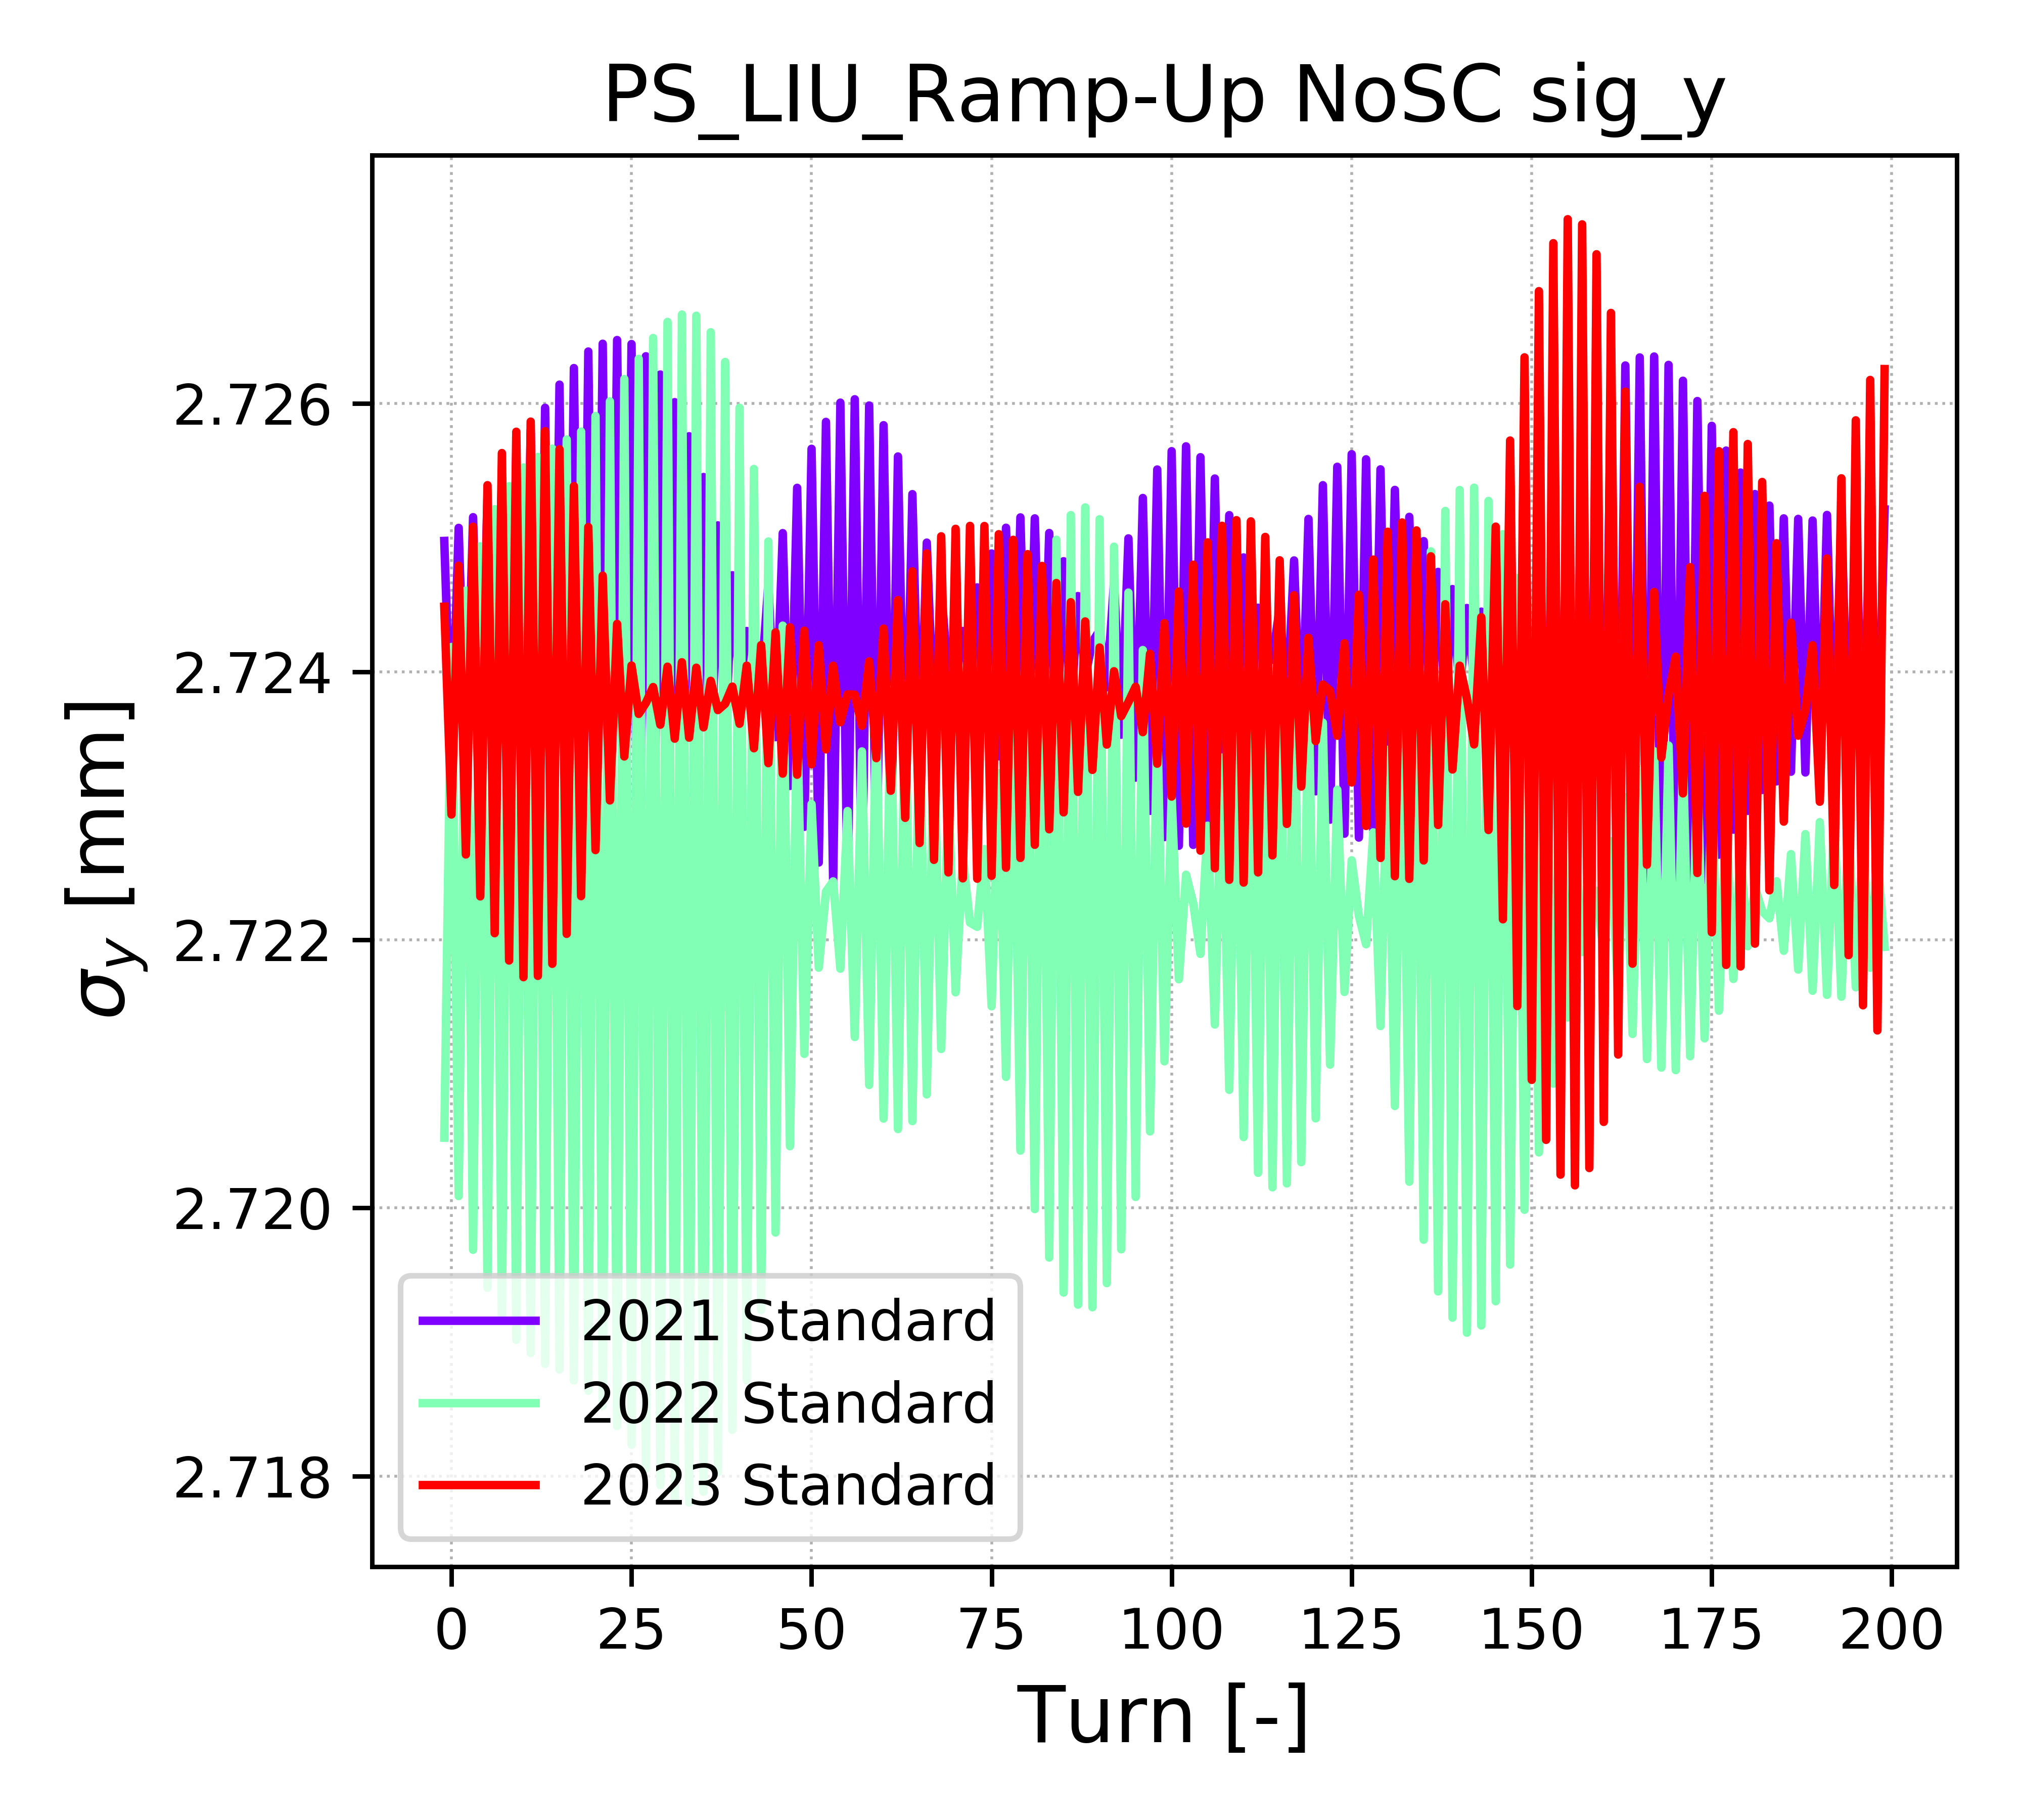 PS_LIU_Ramp-Up NoSC sig_y
σy [mm]
2.726
2.724
2.722
2.720
2.718
2021 Standard
2022 Standard
2023 Standard
0 25 50 75 100 125 150 175 200
Turn [-]